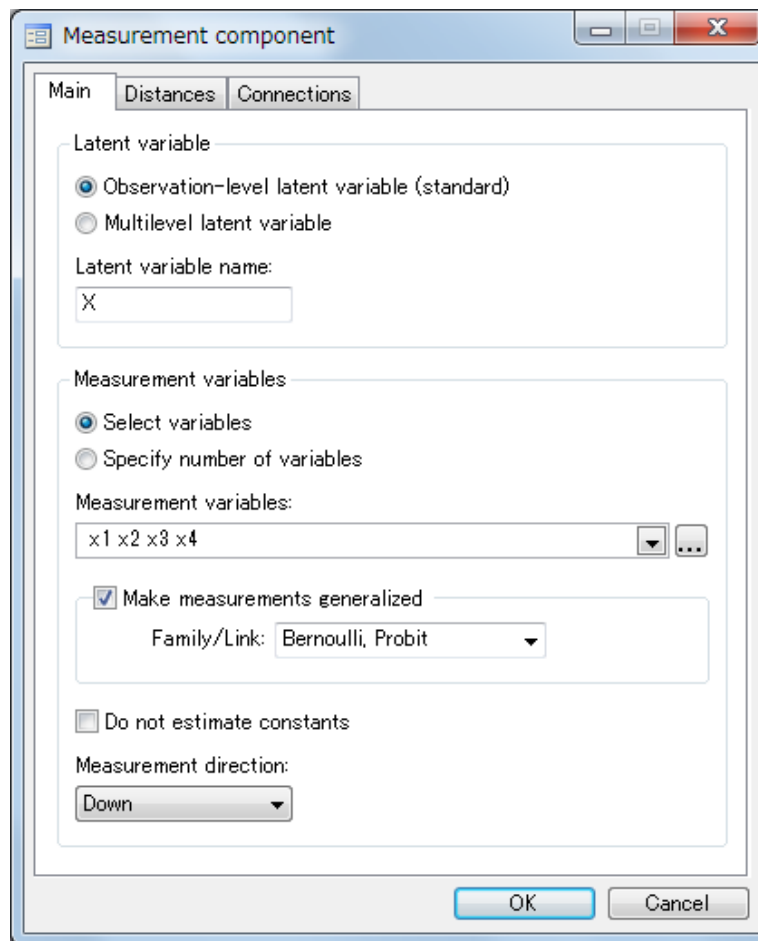 Measurement component
Main Distances Connections
Latent variable
Observation-level latent variable (standard)
Multilevel latent variable
Latent variable name:
X
Measurement variables
Select variables
Specify number of variables
Measurement variables:
x1 x2 x3 x4
...
Make measurements generalized
Family/Link: Bernoulli, Probit
Do not estimate constants
Measurement direction:
Down
OK Cancel